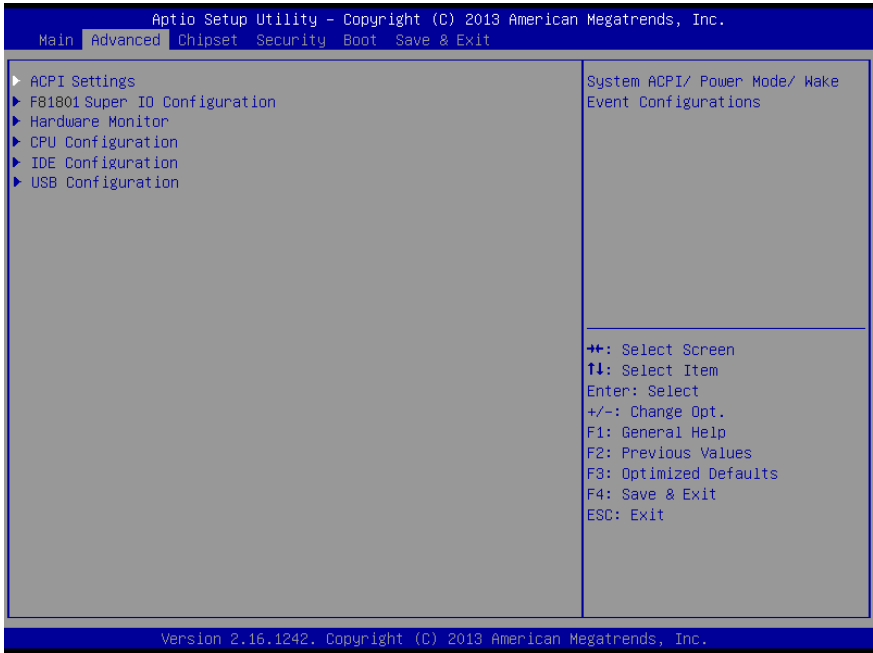 Aptio Setup Utility – Copyright (C) 2013 American Megatrends, Inc.
Main Advanced Chipset Security Boot Save & Exit
ACPI Settings
F81801 Super IO Configuration
Hardware Monitor
CPU Configuration
IDE Configuration
USB Configuration
System ACPI/ Power Mode/ Wake
Event Configurations
→←: Select Screen
↑↓: Select Item
Enter: Select
+/-: Change Opt.
F1: General Help
F2: Previous Values
F3: Optimized Defaults
F4: Save & Exit
ESC: Exit
Version 2.16.1242. Copyright (C) 2013 American Megatrends, Inc.